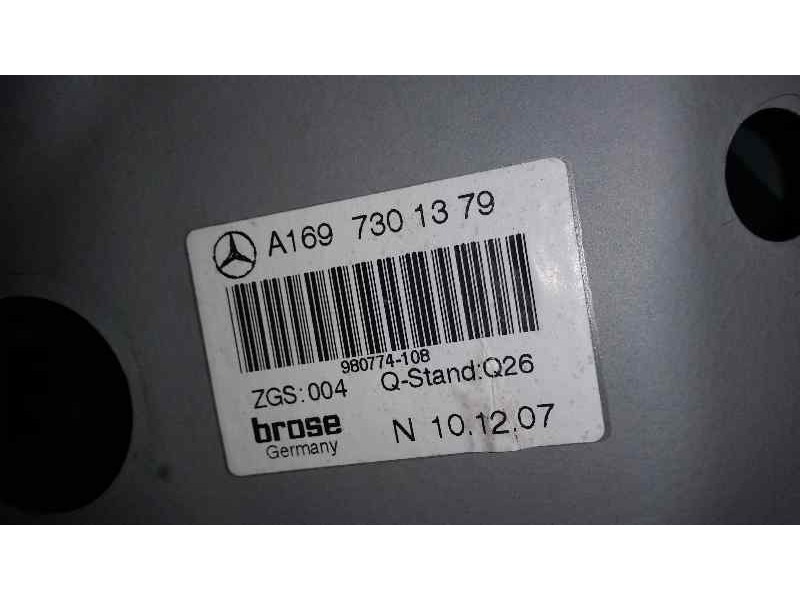 A169 730 13 79
980774-108
ZGS:004 Q-Stand:Q26
brose
Germany
N 10.12.07